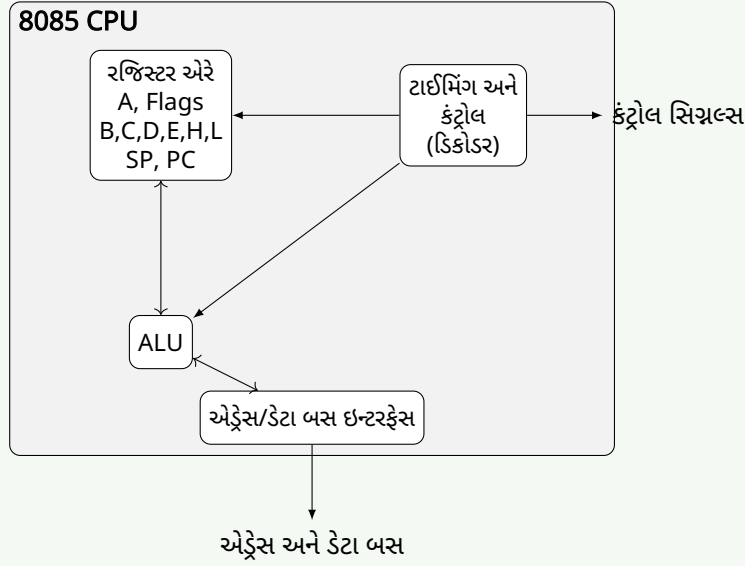 8085 CPU
રજિસ્ટર એરે
A, Flags
B,C,D,E,H,L
SP, PC
ટાઈમિંગ અને
કંટ્રોલ
(ડિકોડર)
કંટ્રોલ સિગ્નલ્સ
ALU
એડ્રેસ/ડેટા બસ ઇન્ટરફેસ
એડ્રેસ અને ડેટા બસ